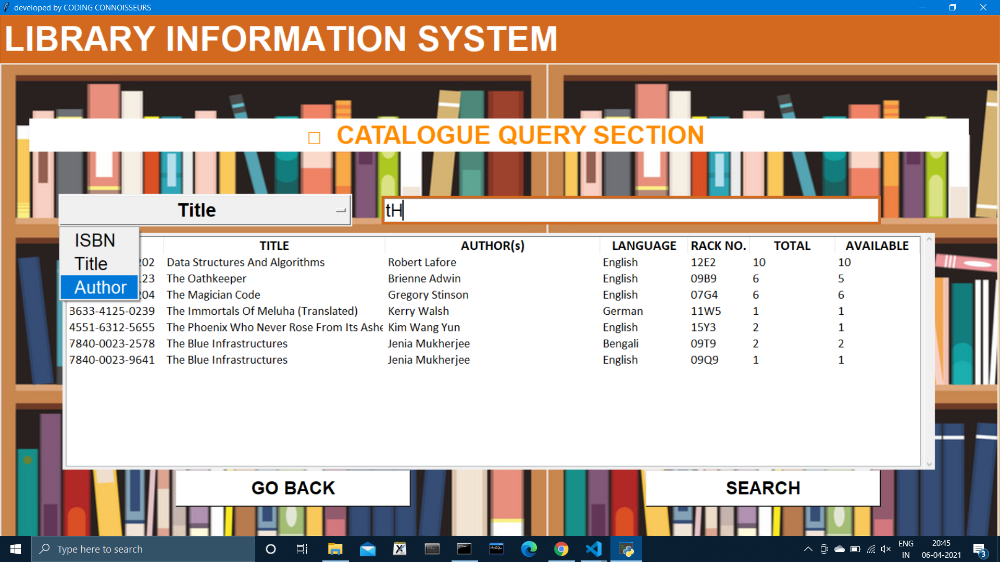 developed by CODING CONNOISSEURS
LIBRARY INFORMATION SYSTEM
CATALOGUE QUERY SECTION
Title
tH
ISBN
Title
Author
TITLE AUTHOR(s) LANGUAGE RACK NO. TOTAL AVAILABLE
202 Data Structures And Algorithms Robert Lafore English 12E2 10 10
123 The Oathkeeper Brienne Adwin English 09B9 6 5
204 The Magician Code Gregory Stinson English 07G4 6 6
3633-4125-0239 The Immortals Of Meluha (Translated) Kerry Walsh German 11W5 1 1
4551-6312-5655 The Phoenix Who Never Rose From Its Ashe Kim Wang Yun English 15Y3 2 1
7840-0023-2578 The Blue Infrastructures Jenia Mukherjee Bengali 09T9 2 2
7840-0023-9641 The Blue Infrastructures Jenia Mukherjee English 09Q9 1 1
GO BACK SEARCH
Type here to search
MySQL
ENG
IN
20:45
06-04-2021
3